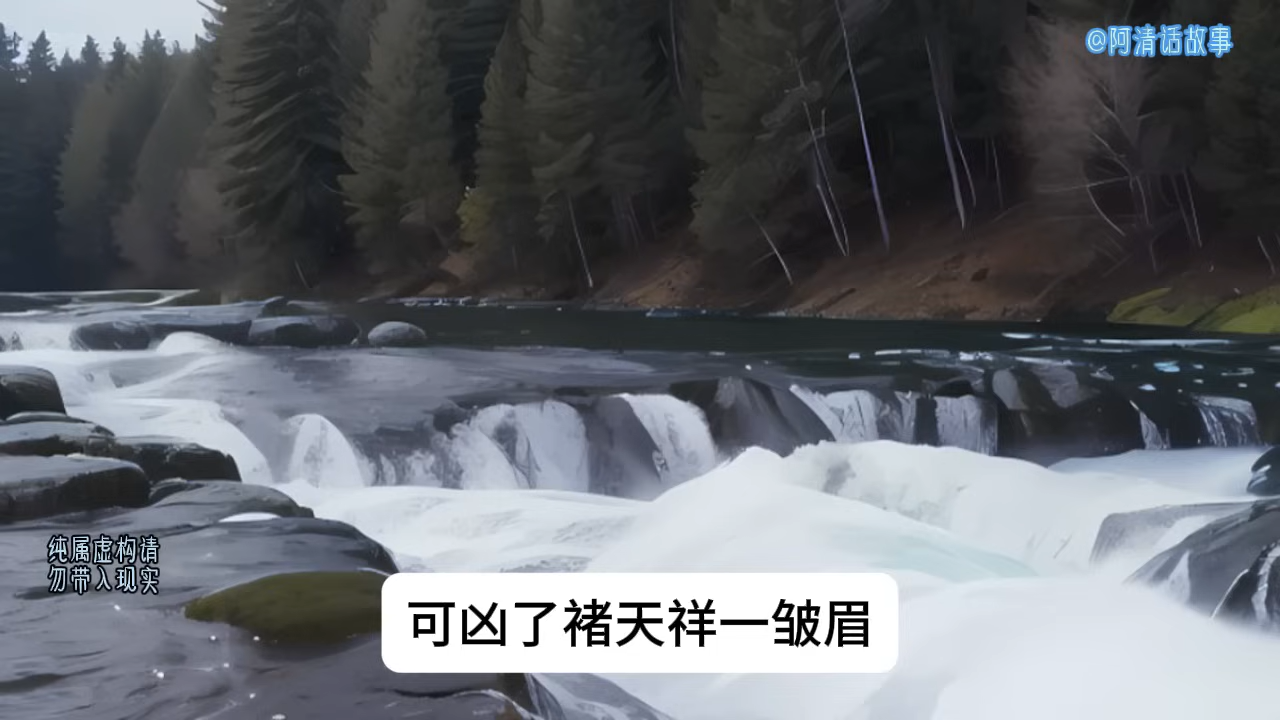 @阿清话故事
纯属虚构请
勿带入现实
可凶了褚天祥一皱眉